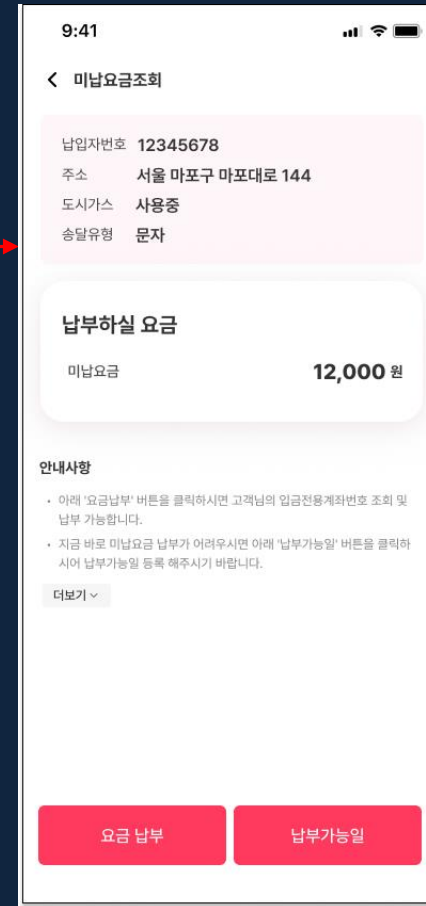 9:41
미납요금조회
납입자번호 12345678
주소 서울 마포구 마포대로 144
도시가스 사용중
송달유형 문자
납부하실 요금
미납요금 12,000 원
안내사항
• 아래 '요금납부' 버튼을 클릭하시면 고객님의 입금전용계좌번호 조회 및
납부 가능합니다.
• 지금 바로 미납요금 납부가 어려우시면 아래 '납부가능일' 버튼을 클릭하
시어 납부가능일 등록 해주시기 바랍니다.
더보기
요금 납부 납부가능일